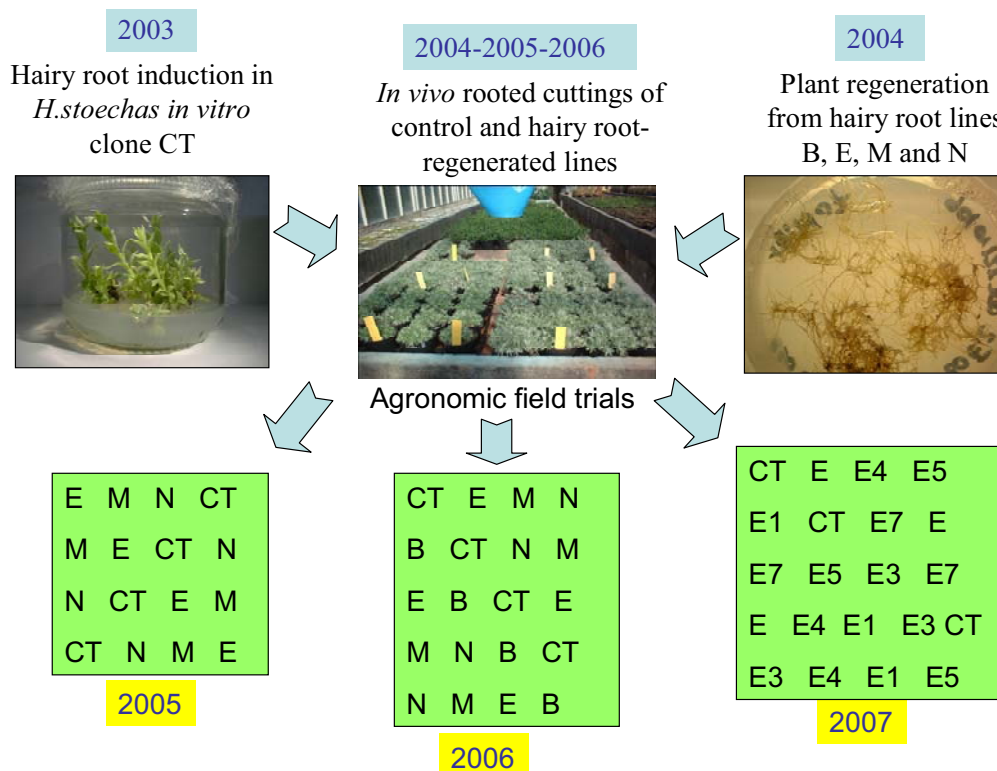 2003
Hairy root induction in
H.stoechas in vitro
clone CT
2004-2005-2006
In vivo rooted cuttings of
control and hairy root-
regenerated lines
2004
Plant regeneration
from hairy root lines
B, E, M and N
Agronomic field trials
E M N CT
M E CT N
N CT E M
CT N M E
2005
CT E M N
B CT N M
E B CT E
M N B CT
N M E B
2006
CT E E4 E5
E1 CT E7 E
E7 E5 E3 E7
E E4 E1 E3 CT
E3 E4 E1 E5
2007